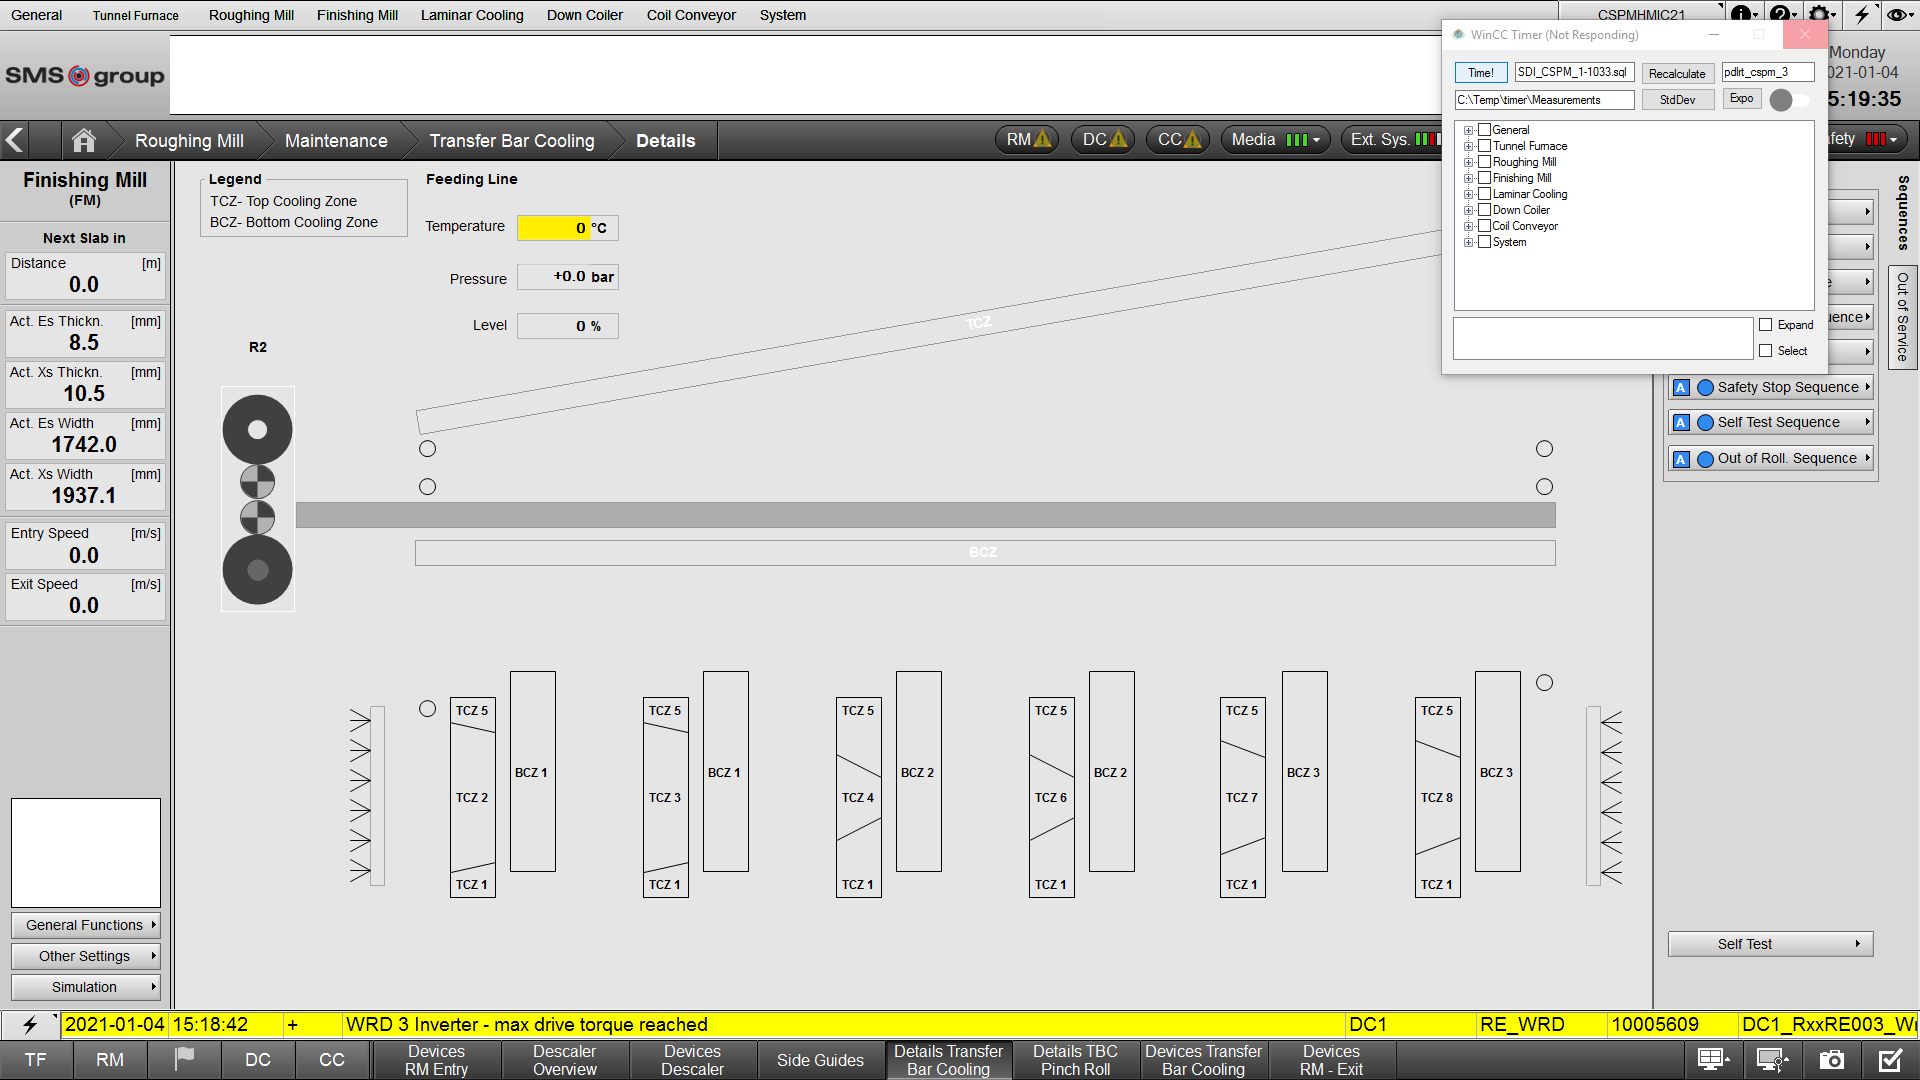 General Tunnel Furnace Roughing Mill Finishing Mill Laminar Cooling Down Coiler Coil Conveyor System CSPMHMIC21
SMS group
Monday
2021-01-04
5:19:35
Roughing Mill Maintenance Transfer Bar Cooling Details RM DC CC Media Ext. Sys. fety
WinCC Timer (Not Responding)
Time! SDI_CSPM_1-1033.sql Recalculate pdlrt_cspm_3
C:\Temp\timer\Measurements StdDev Expo
General
Tunnel Furnace
Roughing Mill
Finishing Mill
Laminar Cooling
Down Coiler
Coil Conveyor
System
Expand
Select
Finishing Mill
(FM)
Next Slab in
Distance [m]
0.0
Act. Es Thickn. [mm]
8.5
Act. Xs Thickn. [mm]
10.5
Act. Es Width [mm]
1742.0
Act. Xs Width [mm]
1937.1
Entry Speed [m/s]
0.0
Exit Speed [m/s]
0.0
General Functions
Other Settings
Simulation
Legend
TCZ- Top Cooling Zone
BCZ- Bottom Cooling Zone
Feeding Line
Temperature 0 °C
Pressure +0.0 bar
Level 0 %
R2
TCZ
BCZ
TCZ 5 TCZ 5 TCZ 5 TCZ 5 TCZ 5 TCZ 5
BCZ 1 BCZ 1 BCZ 2 BCZ 2 BCZ 3 BCZ 3
TCZ 2 TCZ 3 TCZ 4 TCZ 6 TCZ 7 TCZ 8
TCZ 1 TCZ 1 TCZ 1 TCZ 1 TCZ 1 TCZ 1
Sequences
Out of Service
e
uence
A Safety Stop Sequence
A Self Test Sequence
A Out of Roll. Sequence
Self Test
2021-01-04 15:18:42 + WRD 3 Inverter - max drive torque reached DC1 RE_WRD 10005609 DC1_RxxRE003_Wr
TF RM DC CC
Devices
RM Entry
Descaler
Overview
Devices
Descaler
Side Guides
Details Transfer
Bar Cooling
Details TBC
Pinch Roll
Devices Transfer
Bar Cooling
Devices
RM - Exit